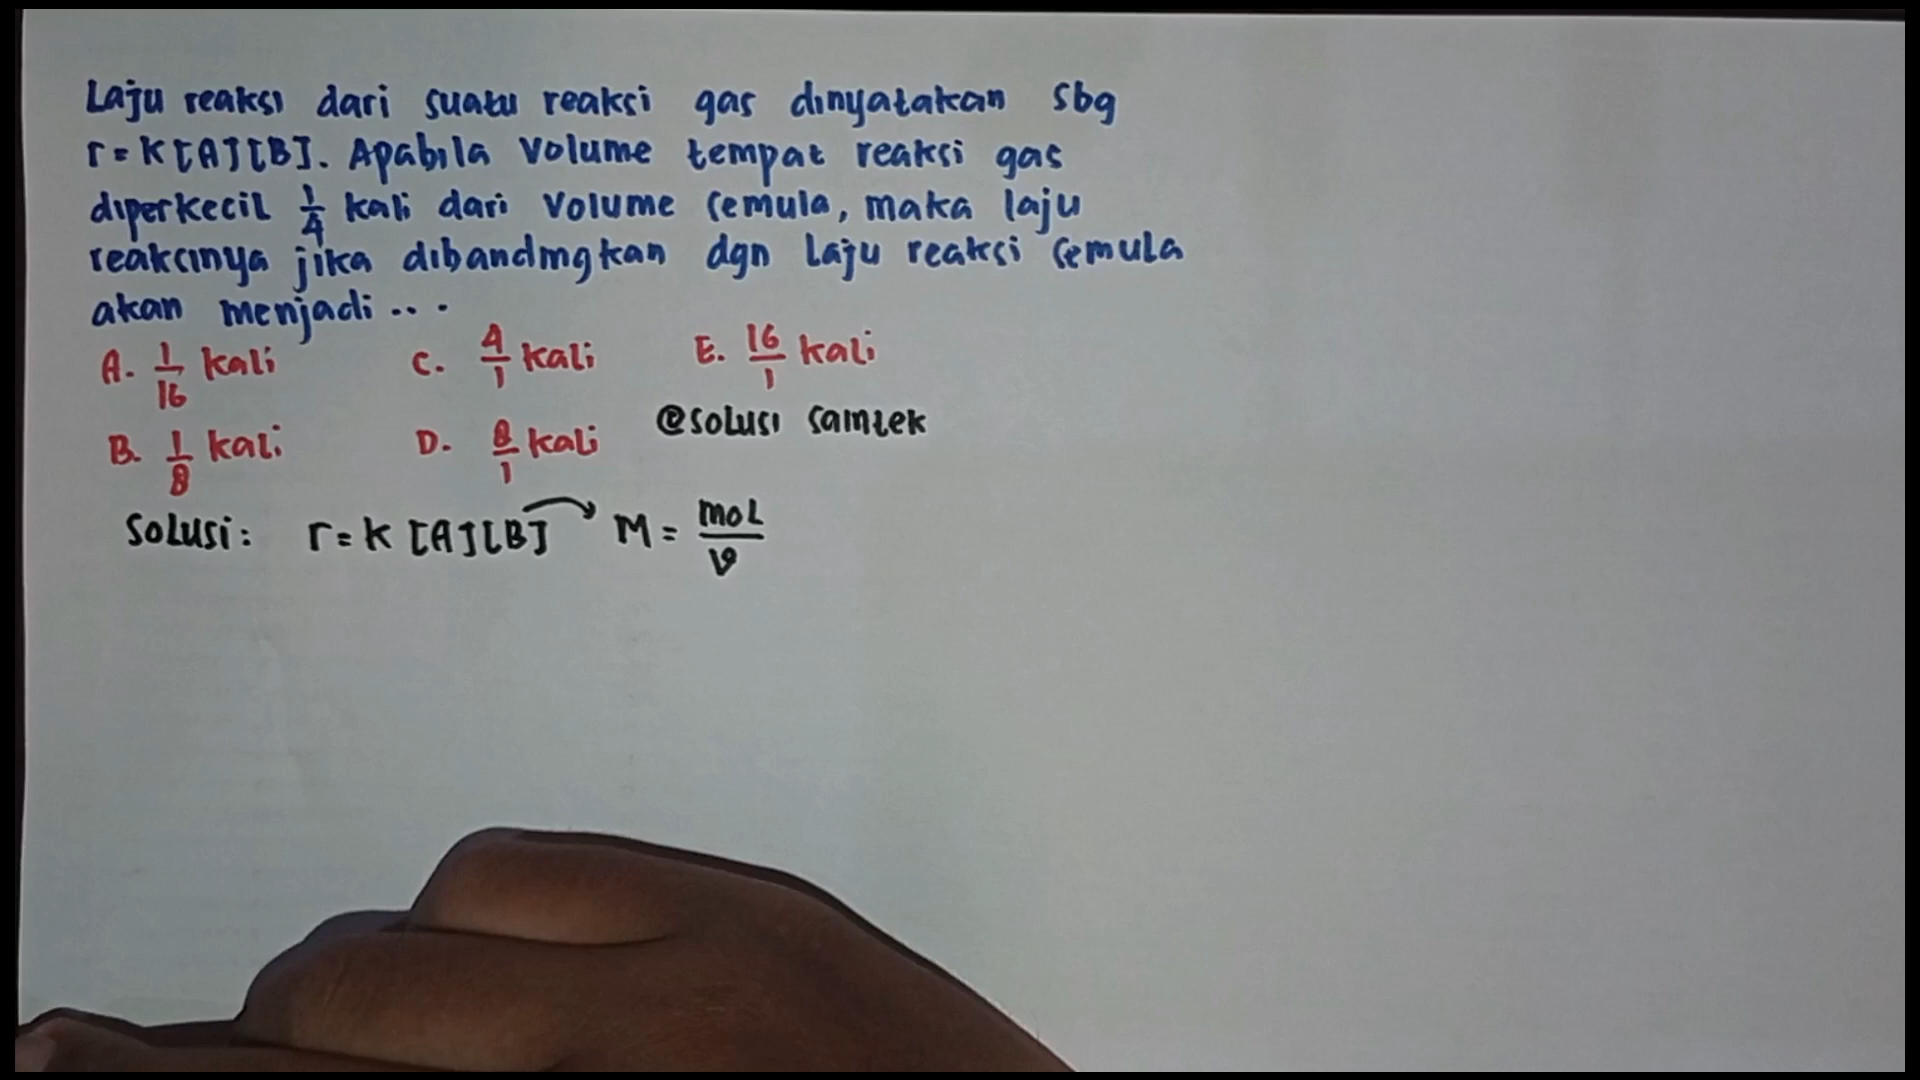 Laju reaksi dari suatu reaksi gas dinyatakan sbg
r = k[A][B]. Apabila volume tempat reaksi gas
diperkecil 1/4 kali dari volume semula, maka laju
reaksinya jika dibandingkan dgn laju reaksi semula
akan menjadi...
A. 1/16 kali C. 4/1 kali E. 16/1 kali
B. 1/8 kali D. 8/1 kali @solusi samtek
Solusi: r = k [A][B] M = mol/V